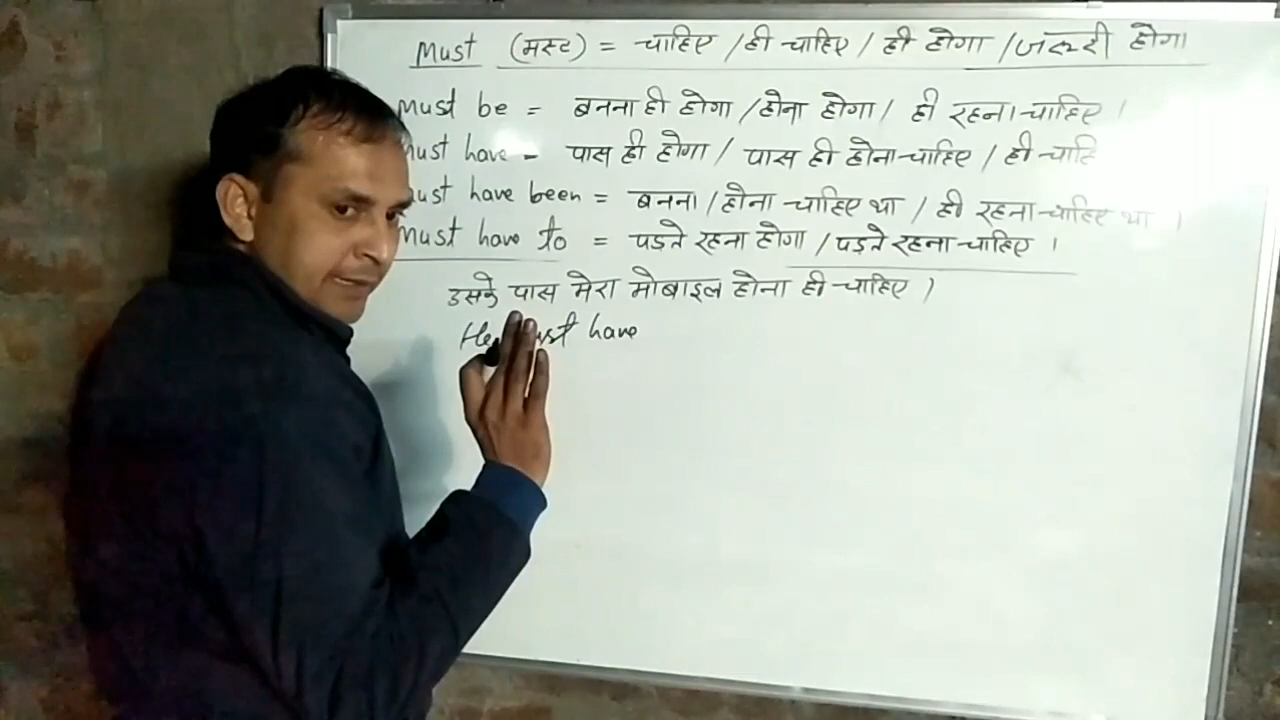 Must (मस्ट) = चाहिए / ही चाहिए / ही होगा / जरूरी होगा
must be = बनना ही होगा / होना होगा / ही रहना चाहिए ।
must have - पास ही होगा / पास ही होना चाहिए / ही चाहि
ust have been = बनना / होना चाहिए था / ही रहना चाहिए था ।
must have to = पड़ते रहना होगा / पड़ते रहना चाहिए ।
उसके पास मेरा मोबाइल होना ही चाहिए ।
He ust have